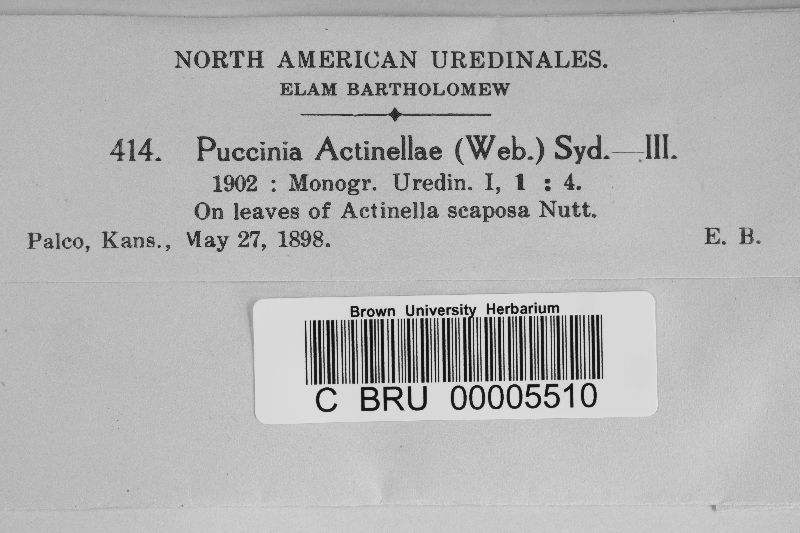 NORTH AMERICAN UREDINALES.
ELAM BARTHOLOMEW
414. Puccinia Actinellae (Web.) Syd.—III.
1902 : Monogr. Uredin. I, 1 : 4.
On leaves of Actinella scaposa Nutt.
Palco, Kans., May 27, 1898. E. B.
Brown University Herbarium
C BRU 00005510